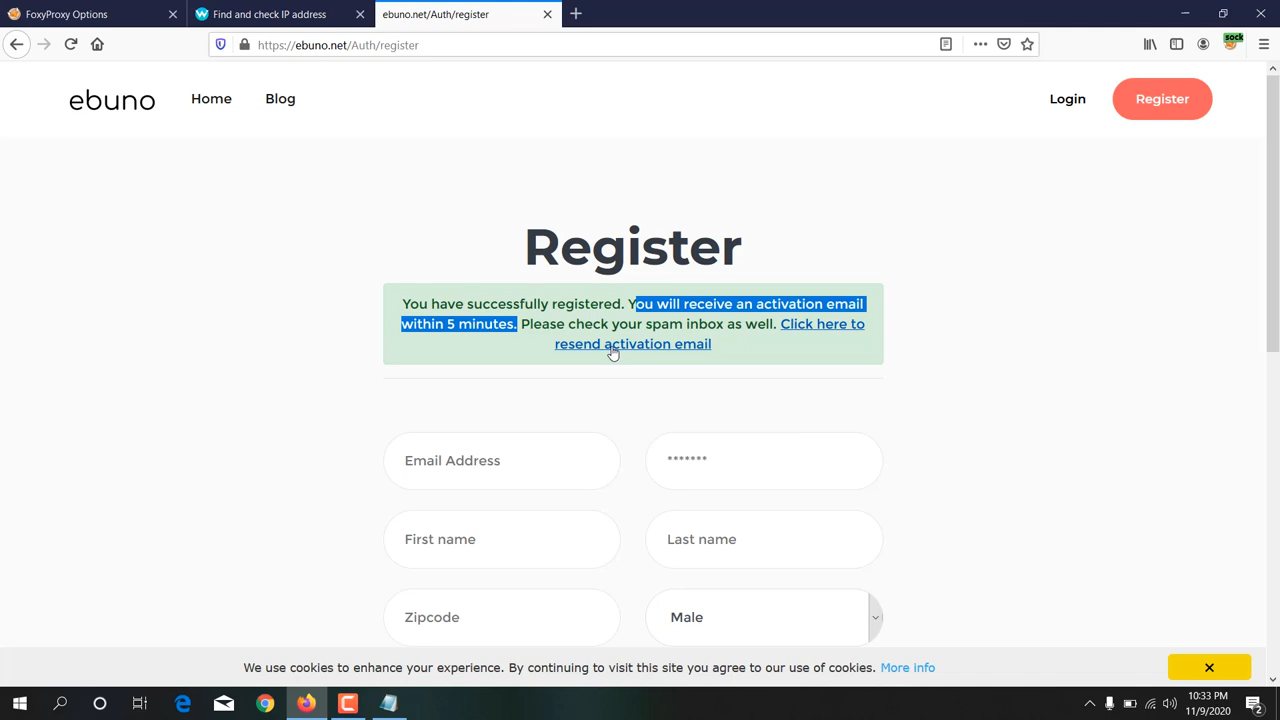 FoxyProxy Options
Find and check IP address
ebuno.net/Auth/register
https://ebuno.net/Auth/register
sock
ebuno
Home
Blog
Login
Register
Register
You have successfully registered. You will receive an activation email
within 5 minutes. Please check your spam inbox as well. Click here to
resend activation email
Email Address
*******
First name
Last name
Zipcode
Male
We use cookies to enhance your experience. By continuing to visit this site you agree to our use of cookies. More info
10:33 PM
11/9/2020
2